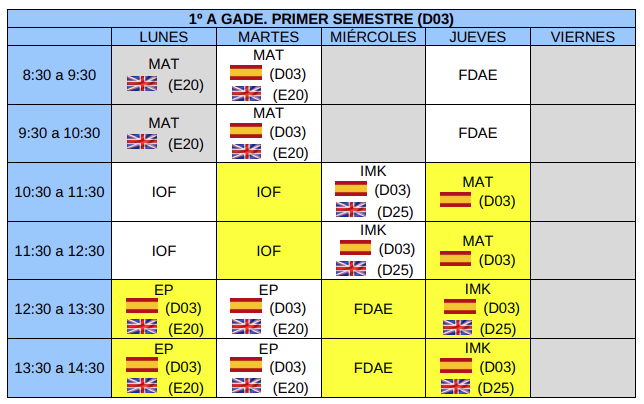 1º A GADE. PRIMER SEMESTRE (D03)
LUNES MARTES MIÉRCOLES JUEVES VIERNES
8:30 a 9:30
MAT
(E20)
MAT
(D03)
(E20)
FDAE
9:30 a 10:30
MAT
(E20)
MAT
(D03)
(E20)
FDAE
10:30 a 11:30
IOF
IOF
IMK
(D03)
(D25)
MAT
(D03)
11:30 a 12:30
IOF
IOF
IMK
(D03)
(D25)
MAT
(D03)
12:30 a 13:30
EP
(D03)
(E20)
EP
(D03)
(E20)
FDAE
IMK
(D03)
(D25)
13:30 a 14:30
EP
(D03)
(E20)
EP
(D03)
(E20)
FDAE
IMK
(D03)
(D25)